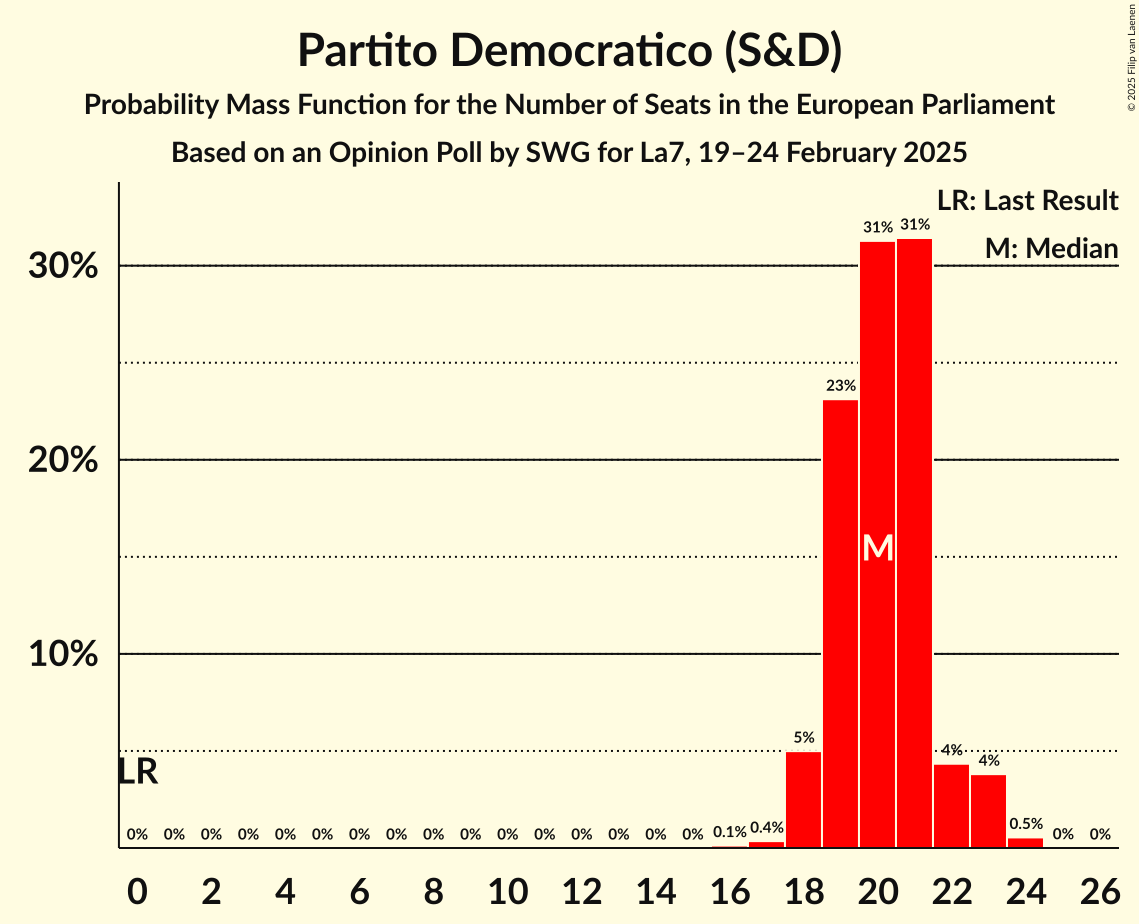 Partito Democratico (S&D)
Probability Mass Function for the Number of Seats in the European Parliament
Based on an Opinion Poll by SWG for La7, 19–24 February 2025
© 2025 Filip van Laenen
LR: Last Result
M: Median
30%
20%
10%
31% 31%
23%
M
5%
4%
4%
LR
0% 0% 0% 0% 0% 0% 0% 0% 0% 0% 0% 0% 0% 0% 0% 0% 0.1% 0.4% 0.5% 0% 0%
0 2 4 6 8 10 12 14 16 18 20 22 24 26